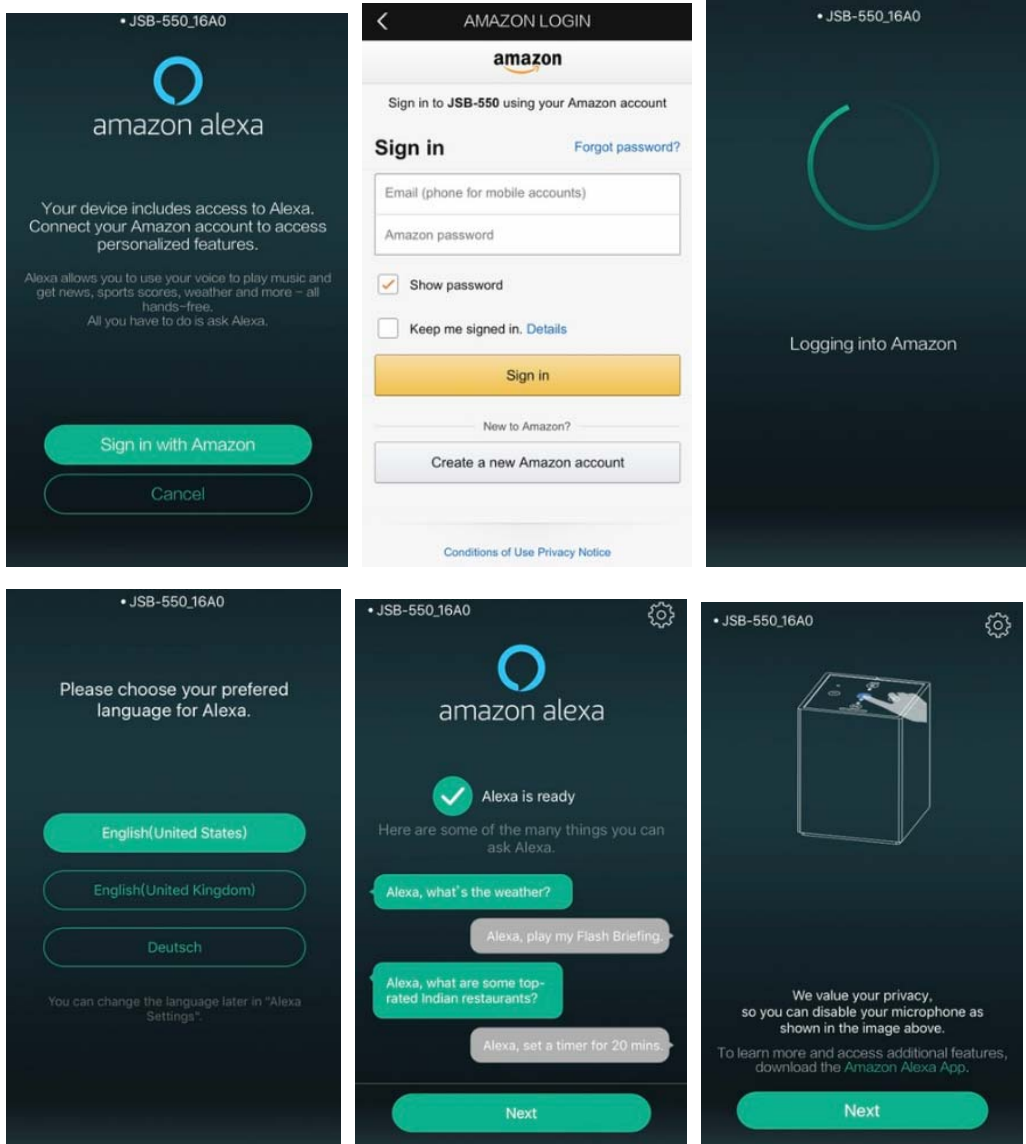 • JSB-550_16A0
amazon alexa
Your device includes access to Alexa.
Connect your Amazon account to access
personalized features.
Alexa allows you to use your voice to play music and
get news, sports scores, weather and more – all
hands-free.
All you have to do is ask Alexa.
Sign in with Amazon
Cancel
AMAZON LOGIN
amazon
Sign in to JSB-550 using your Amazon account
Sign in
Forgot password?
Email (phone for mobile accounts)
Amazon password
Show password
Keep me signed in. Details
Sign in
New to Amazon?
Create a new Amazon account
Conditions of Use Privacy Notice
• JSB-550_16A0
Logging into Amazon
• JSB-550_16A0
Please choose your prefered
language for Alexa.
English(United States)
English(United Kingdom)
Deutsch
You can change the language later in "Alexa
Settings".
• JSB-550_16A0
amazon alexa
Alexa is ready
Here are some of the many things you can
ask Alexa.
Alexa, what's the weather?
Alexa, play my Flash Briefing.
Alexa, what are some top-
rated Indian restaurants?
Alexa, set a timer for 20 mins.
Next
• JSB-550_16A0
We value your privacy,
so you can disable your microphone as
shown in the image above.
To learn more and access additional features,
download the Amazon Alexa App.
Next